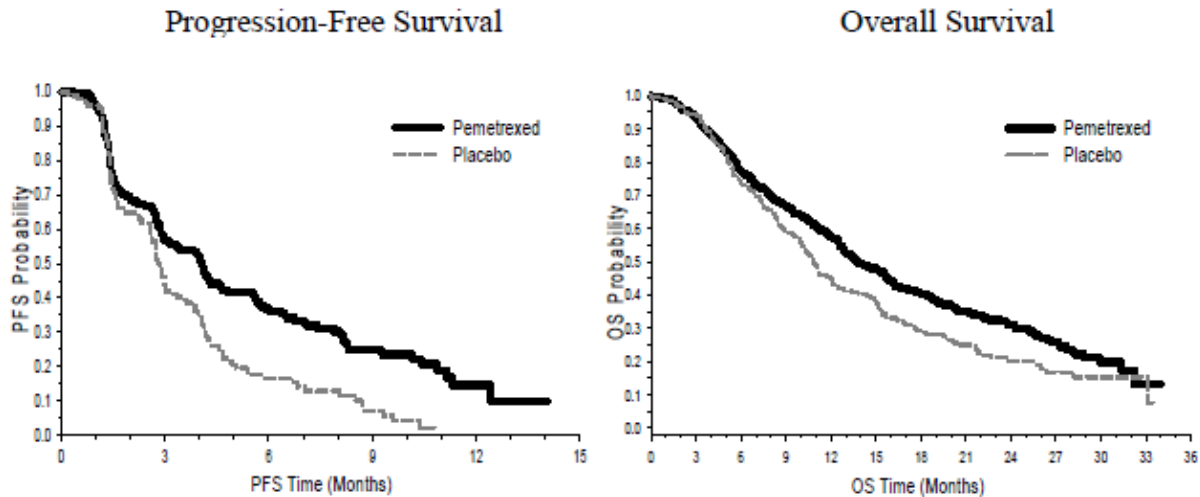 Progression-Free Survival
1.0
0.9
0.8
0.7
0.6
0.5
0.4
0.3
0.2
0.1
0.0
PFS Probability
Pemetrexed
Placebo
0 3 6 9 12 15
PFS Time (Months)
Overall Survival
1.0
0.9
0.8
0.7
0.6
0.5
0.4
0.3
0.2
0.1
0.0
OS Probability
Pemetrexed
Placebo
0 3 6 9 12 15 18 21 24 27 30 33 36
OS Time (Months)